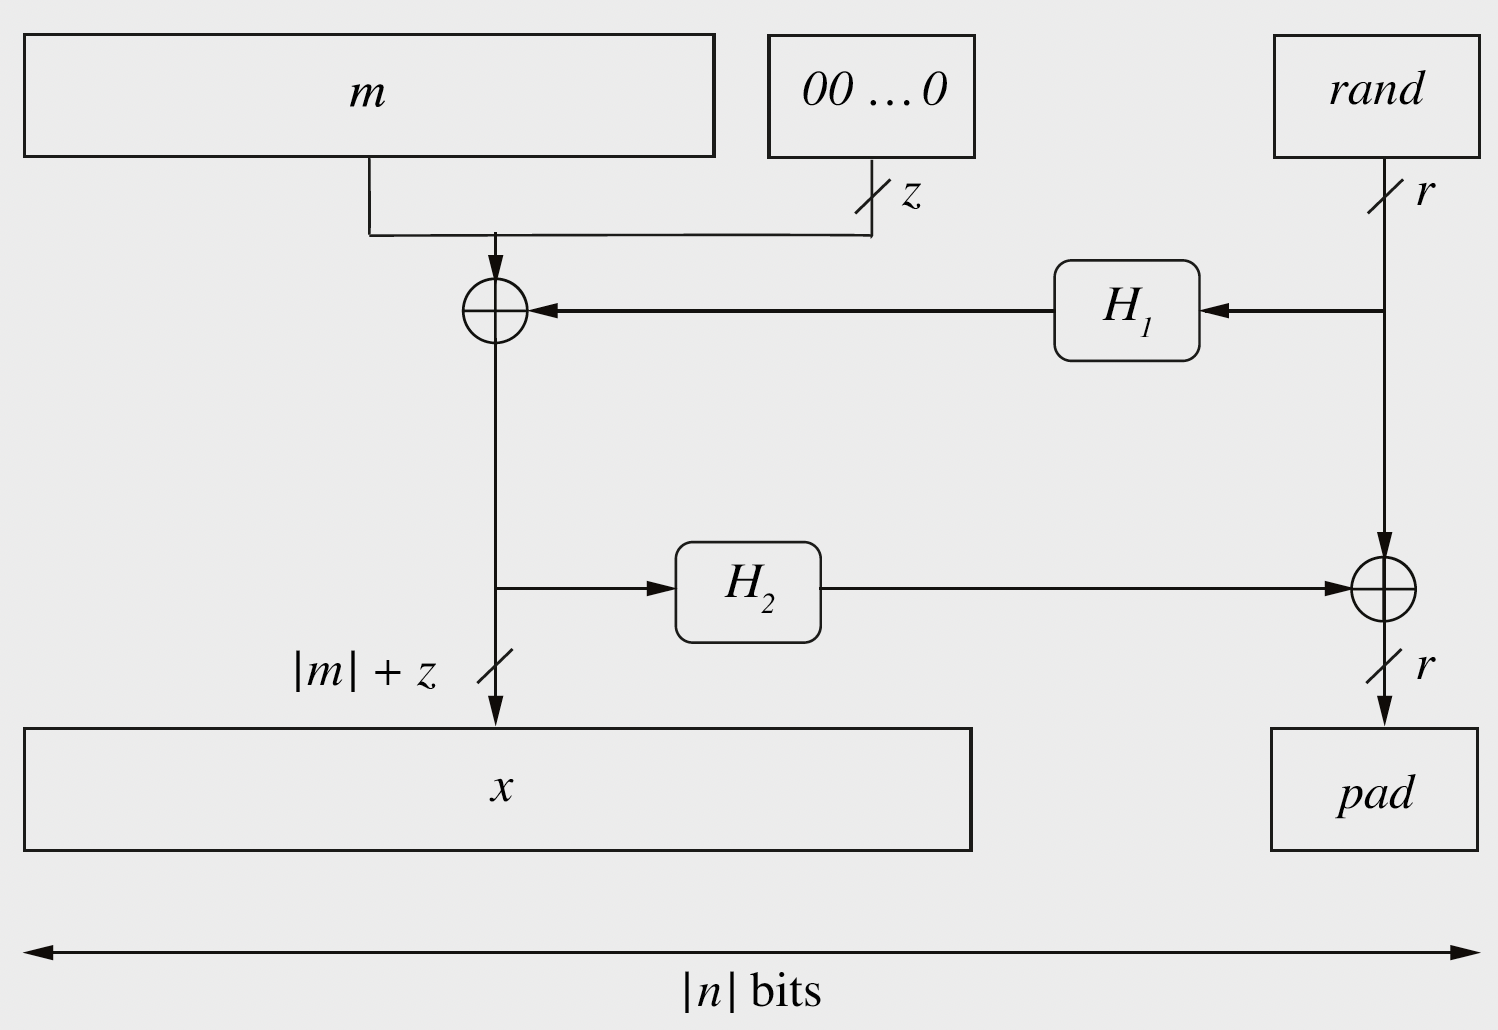 m 00 ... 0 rand
z r
H₁
H₂
|m| + z r
x pad
|n| bits